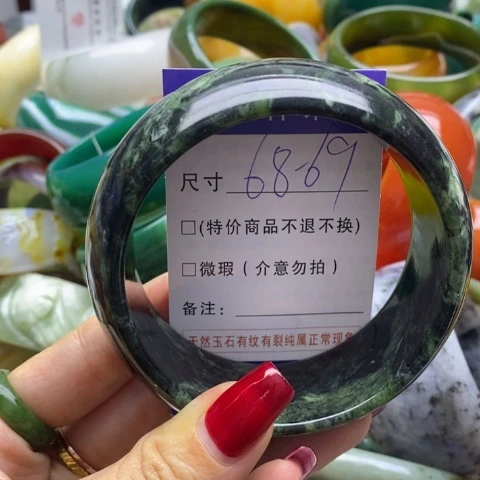 尺寸 68-69
□(特价商品不退不换)
□微瑕(介意勿拍)
备注:
天然玉石有纹有裂纯属正常现象